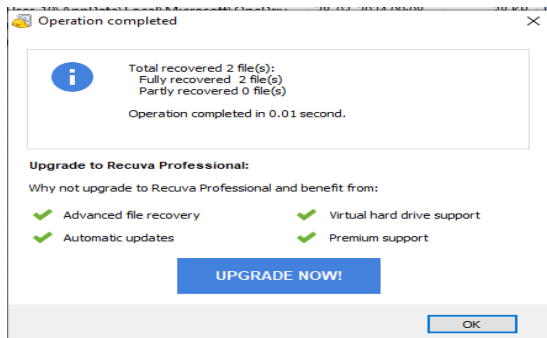 Operation completed
Total recovered 2 file(s):
Fully recovered 2 file(s)
Partly recovered 0 file(s)
Operation completed in 0.01 second.
Upgrade to Recuva Professional:
Why not upgrade to Recuva Professional and benefit from:
Advanced file recovery
Virtual hard drive support
Automatic updates
Premium support
UPGRADE NOW!
OK